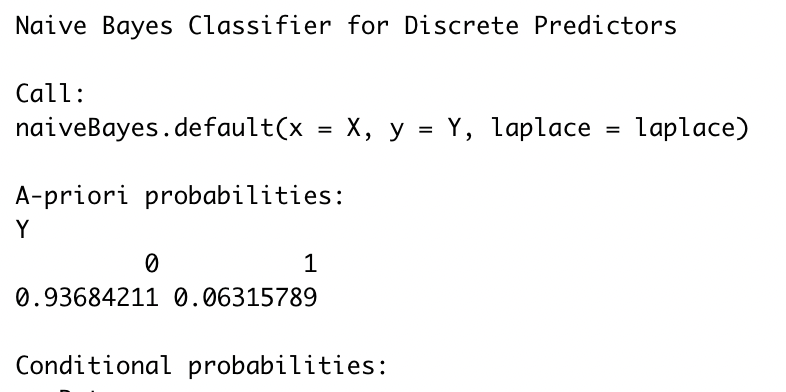 Naive Bayes Classifier for Discrete Predictors
Call:
naiveBayes.default(x = X, y = Y, laplace = laplace)
A-priori probabilities:
Y
0 1
0.93684211 0.06315789
Conditional probabilities: